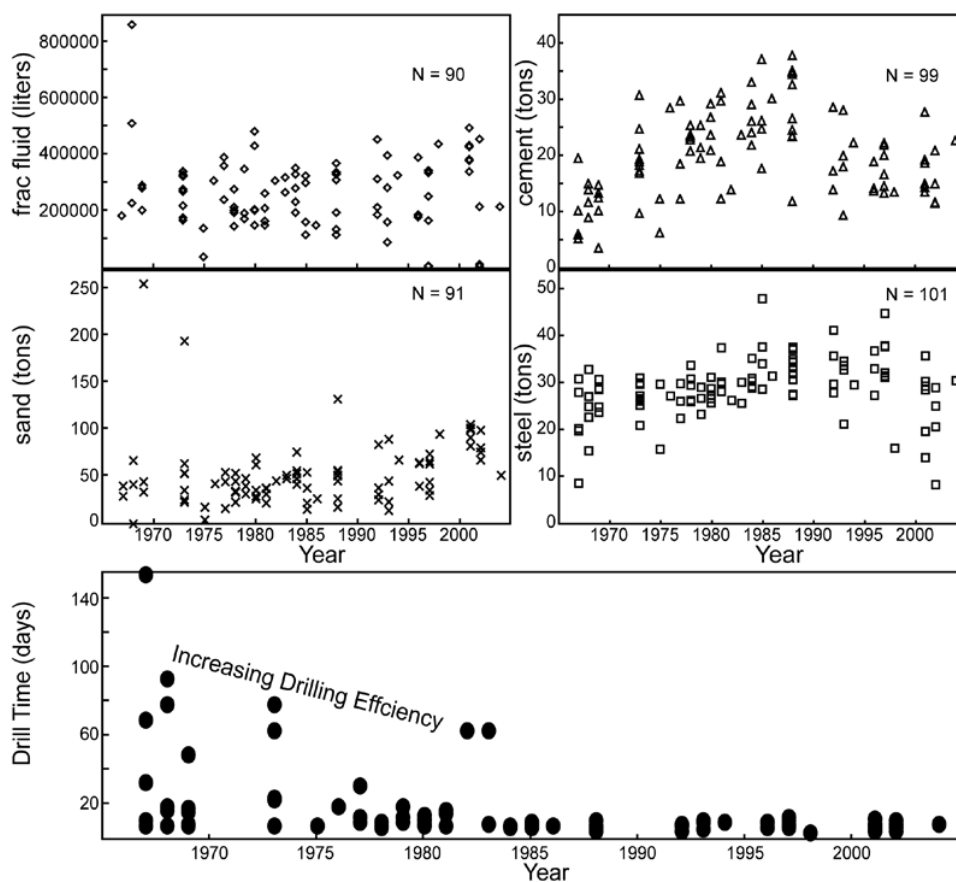 800000
600000
400000
200000
frac fluid (liters)
N = 90
40
30
20
10
0
cement (tons)
N = 99
250
200
150
100
50
0
sand (tons)
N = 91
1970 1975 1980 1985 1990 1995 2000
Year
50
40
30
20
10
0
steel (tons)
N = 101
1970 1975 1980 1985 1990 1995 2000
Year
140
100
60
20
Drill Time (days)
Increasing Drilling Effciency
1970 1975 1980 1985 1990 1995 2000
Year